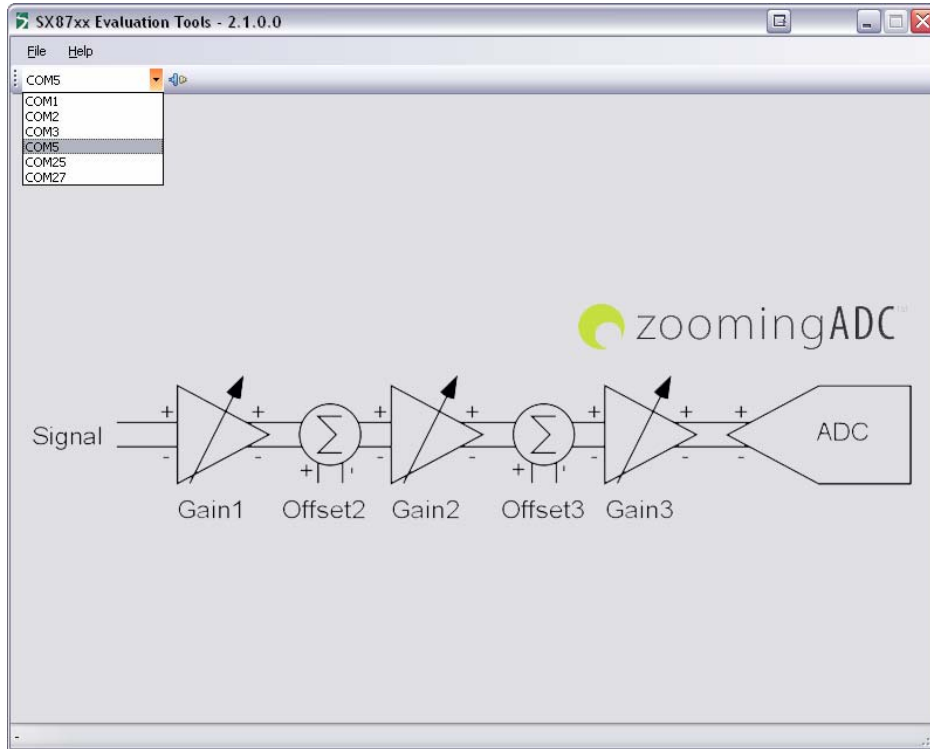 SX87xx Evaluation Tools - 2.1.0.0
File Help
COM5
COM1
COM2
COM3
COM5
COM25
COM27
zoomingADC™
+ + + + + + + +
Signal
ADC
- - - - - - - -
+ ' + '
Gain1 Offset2 Gain2 Offset3 Gain3
-